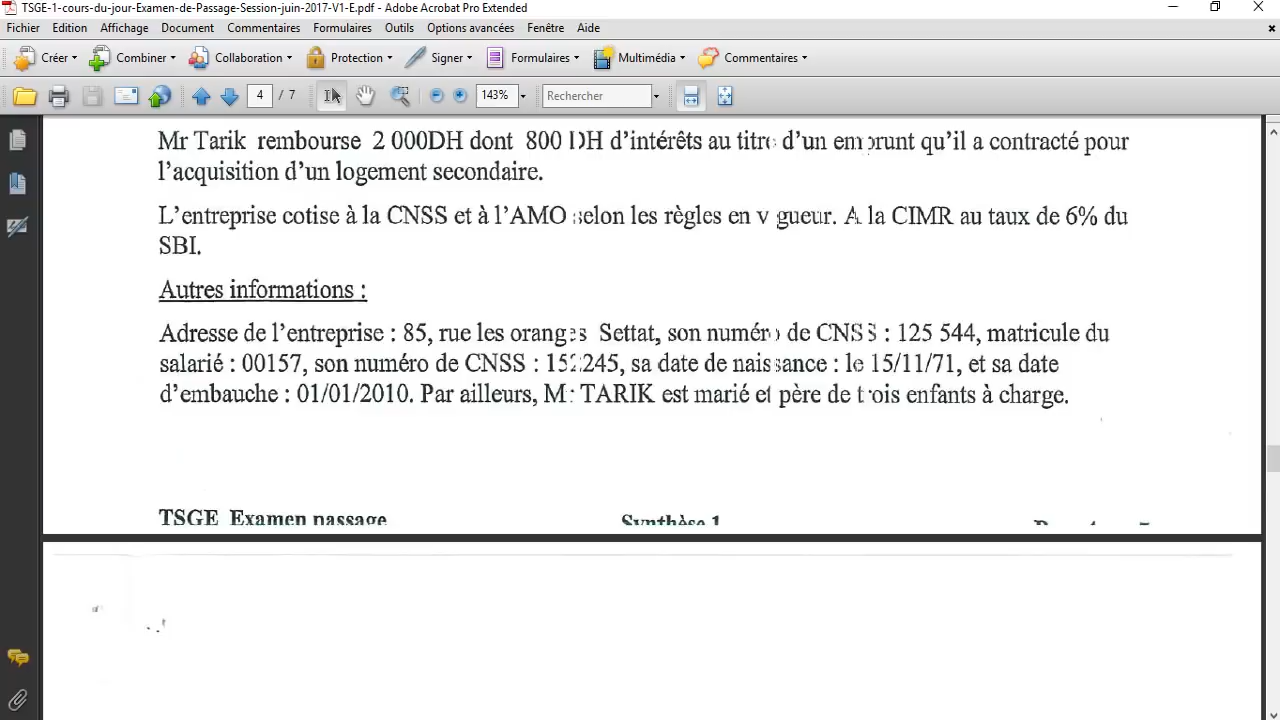 TSGE-1-cours-du-jour-Examen-de-Passage-Session-juin-2017-V1-E.pdf - Adobe Acrobat Pro Extended
Fichier Edition Affichage Document Commentaires Formulaires Outils Options avancées Fenêtre Aide
Créer Combiner Collaboration Protection Signer Formulaires Multimédia Commentaires
4 / 7 143% Rechercher
Mr Tarik rembourse 2 000DH dont 800 DH d'intérêts au titre d'un emprunt qu'il a contracté pour
l'acquisition d'un logement secondaire.
L'entreprise cotise à la CNSS et à l'AMO selon les règles en vigueur. A la CIMR au taux de 6% du
SBI.
Autres informations :
Adresse de l'entreprise : 85, rue les oranges Settat, son numéro de CNSS : 125 544, matricule du
salarié : 00157, son numéro de CNSS : 152245, sa date de naissance : le 15/11/71, et sa date
d'embauche : 01/01/2010. Par ailleurs, Mr TARIK est marié et père de trois enfants à charge.
TSGE Examen passage Synthèse 1